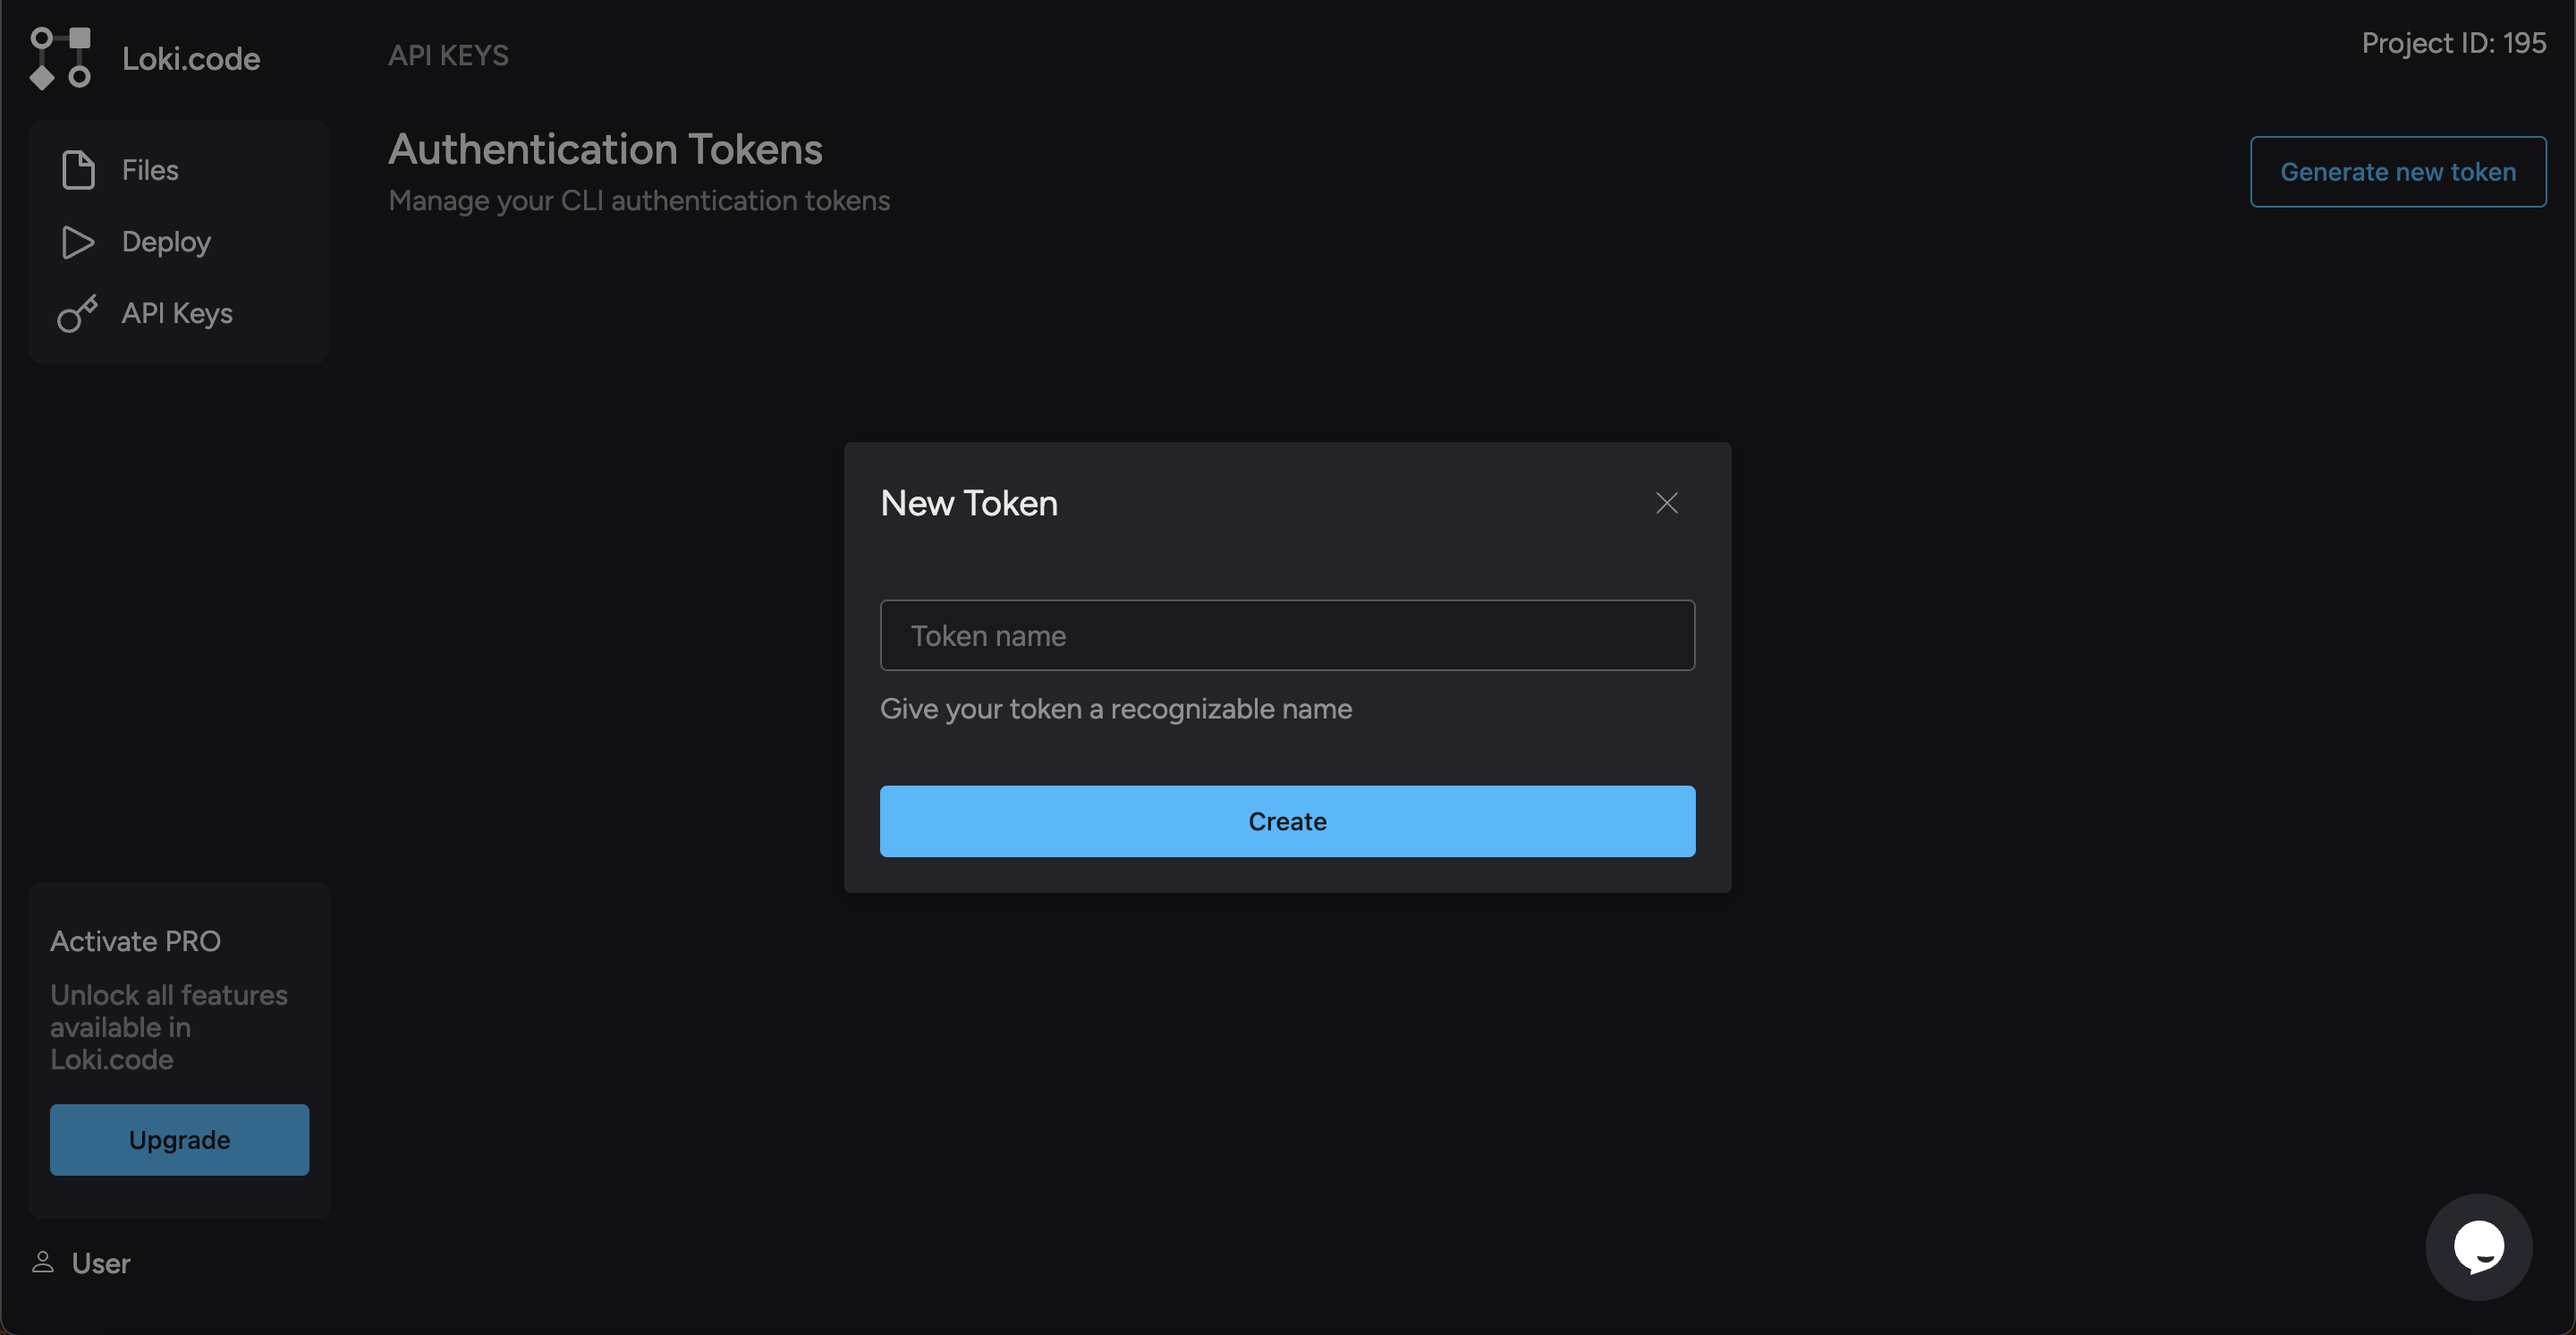 Loki.code
API KEYS
Project ID: 195
Files
Deploy
API Keys
Authentication Tokens
Manage your CLI authentication tokens
Generate new token
New Token
Token name
Give your token a recognizable name
Create
Activate PRO
Unlock all features
available in
Loki.code
Upgrade
User